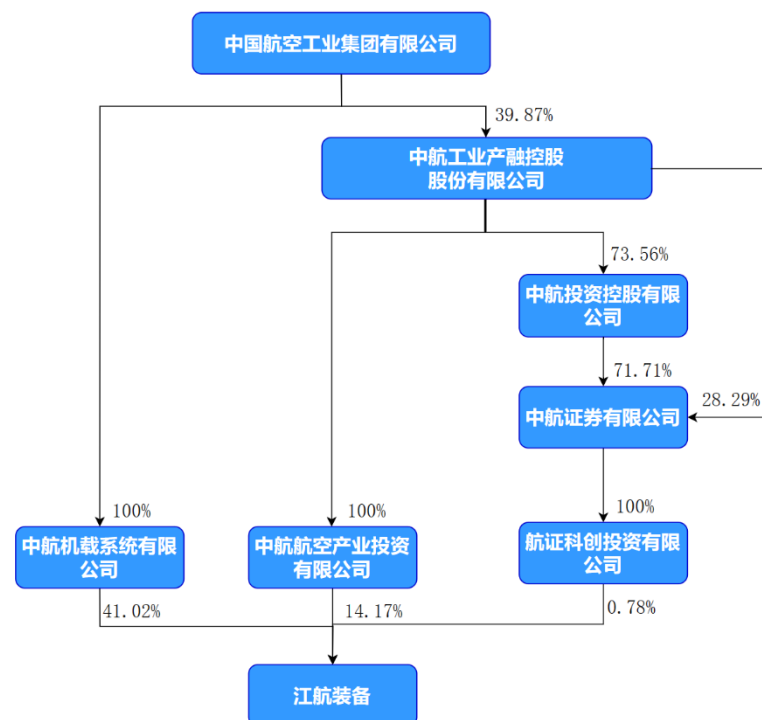 中国航空工业集团有限公司
39.87%
中航工业产融控股
股份有限公司
73.56%
中航投资控股有限
公司
71.71%
28.29%
中航证券有限公司
100%
100%
100%
中航机载系统有限
公司
中航航空产业投资
有限公司
航证科创投资有限
公司
41.02%
14.17%
0.78%
江航装备